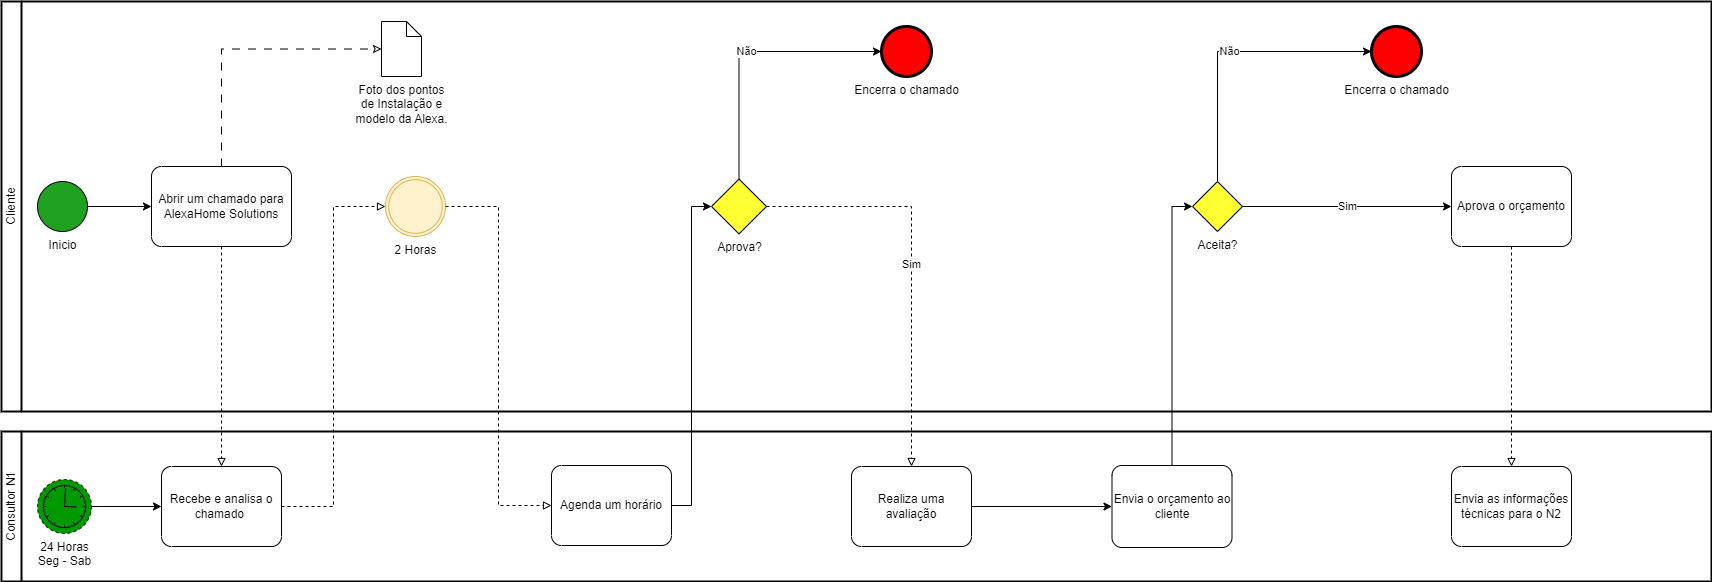 Cliente
Inicio
Abrir um chamado para
AlexaHome Solutions
Foto dos pontos
de Instalação e
modelo da Alexa.
2 Horas
Não
Encerra o chamado
Aprova?
Sim
Não
Encerra o chamado
Aceita?
Sim
Aprova o orçamento
Consultor N1
24 Horas
Seg - Sab
Recebe e analisa o
chamado
Agenda um horário
Realiza uma
avaliação
Envia o orçamento ao
cliente
Envia as informações
técnicas para o N2